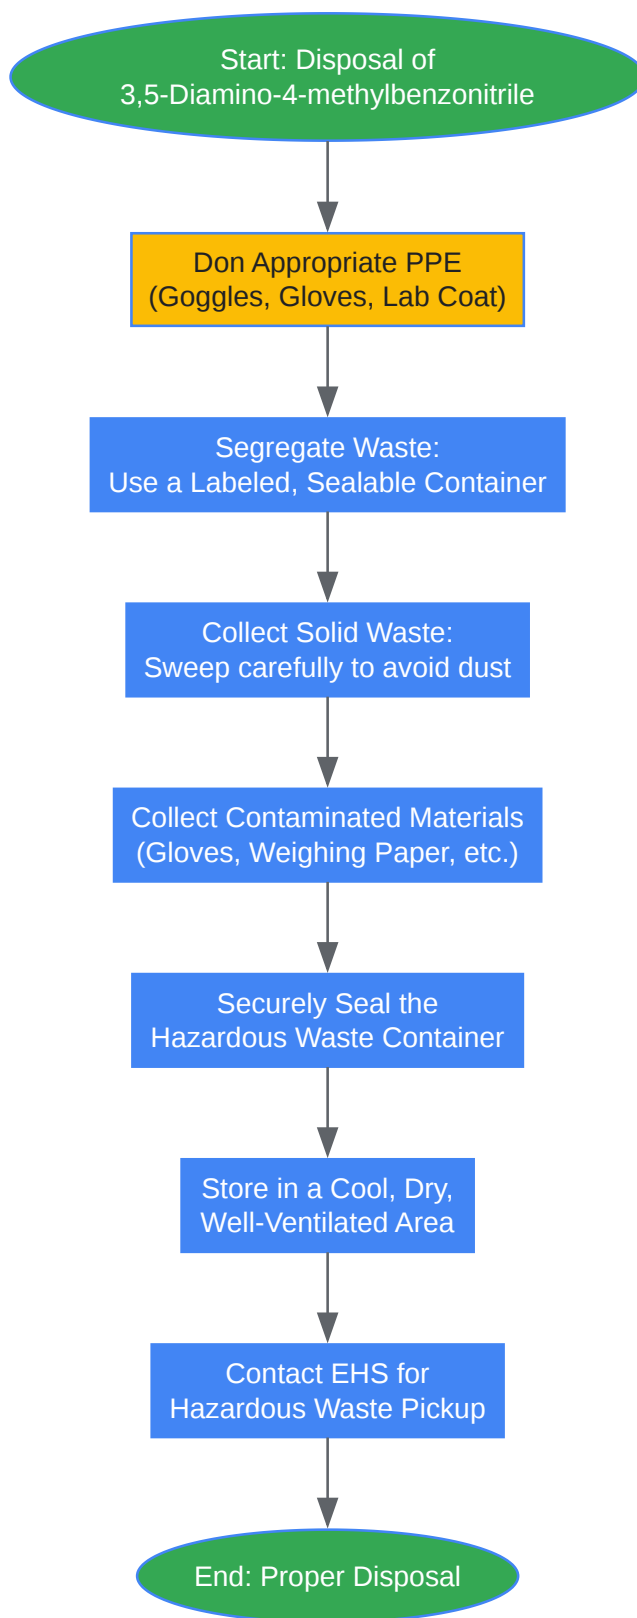 Start: Disposal of
3,5-Diamino-4-methylbenzonitrile
Don Appropriate PPE
(Goggles, Gloves, Lab Coat)
Segregate Waste:
Use a Labeled, Sealable Container
Collect Solid Waste:
Sweep carefully to avoid dust
Collect Contaminated Materials
(Gloves, Weighing Paper, etc.)
Securely Seal the
Hazardous Waste Container
Store in a Cool, Dry,
Well-Ventilated Area
Contact EHS for
Hazardous Waste Pickup
End: Proper Disposal